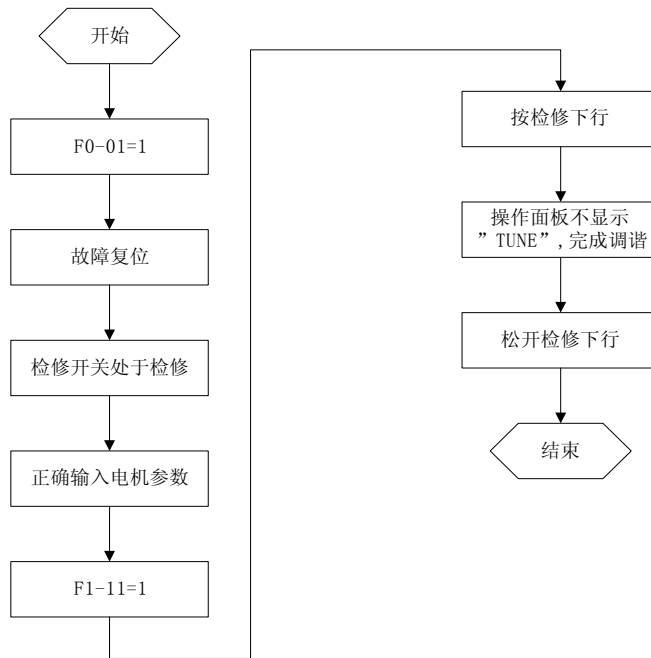 开始
F0-01=1
故障复位
检修开关处于检修
正确输入电机参数
F1-11=1
按检修下行
操作面板不显示
”TUNE”,完成调谐
松开检修下行
结束